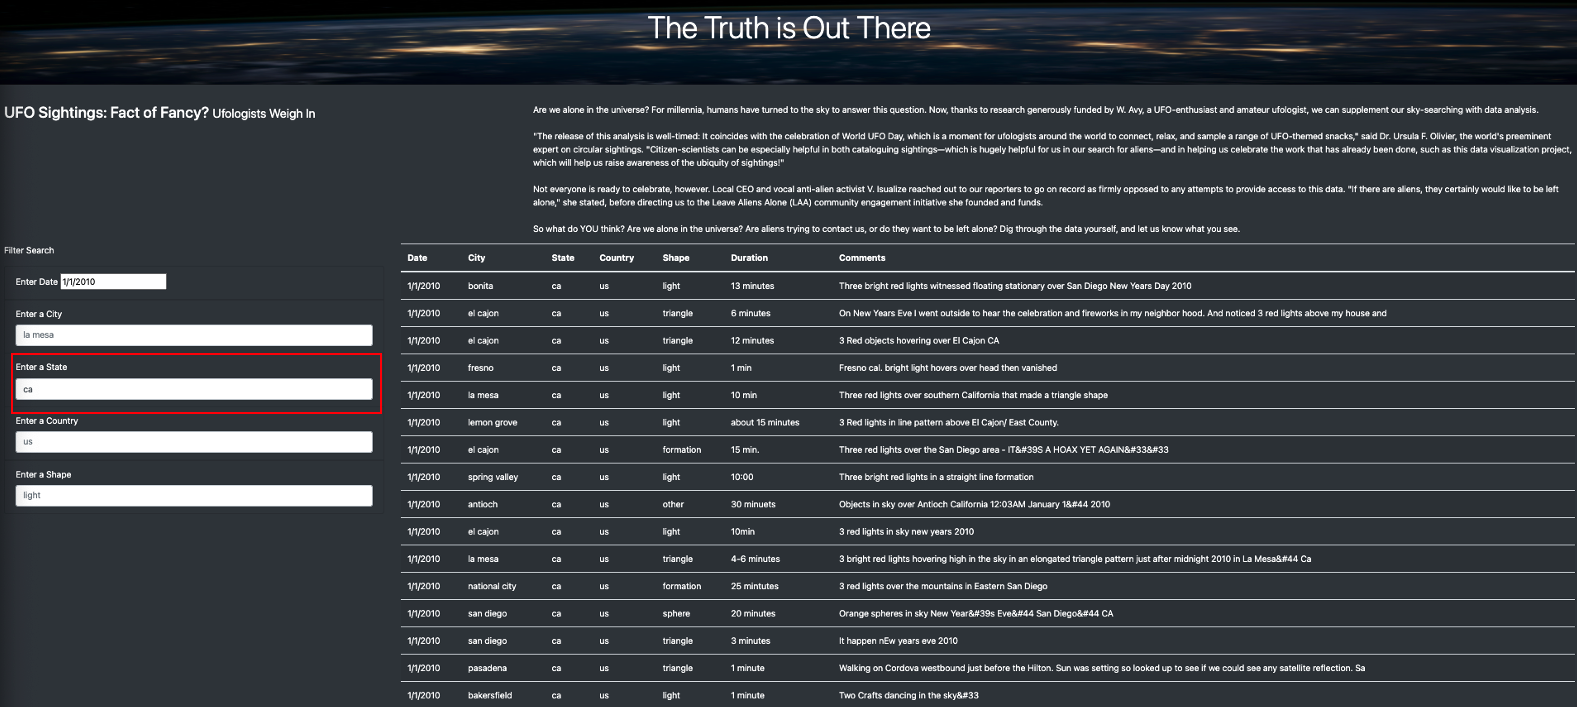 The Truth is Out There
UFO Sightings: Fact of Fancy? Ufologists Weigh In
Are we alone in the universe? For millennia, humans have turned to the sky to answer this question. Now, thanks to research generously funded by W. Avy, a UFO-enthusiast and amateur ufologist, we can supplement our sky-searching with data analysis.
"The release of this analysis is well-timed: It coincides with the celebration of World UFO Day, which is a moment for ufologists around the world to connect, relax, and sample a range of UFO-themed snacks," said Dr. Ursula F. Olivier, the world's preeminent
expert on circular sightings. "Citizen-scientists can be especially helpful in both cataloguing sightings—which is hugely helpful for us in our search for aliens—and in helping us celebrate the work that has already been done, such as this data visualization project,
which will help us raise awareness of the ubiquity of sightings!"
Not everyone is ready to celebrate, however. Local CEO and vocal anti-alien activist V. Isualize reached out to our reporters to go on record as firmly opposed to any attempts to provide access to this data. "If there are aliens, they certainly would like to be left
alone," she stated, before directing us to the Leave Aliens Alone (LAA) community engagement initiative she founded and funds.
So what do YOU think? Are we alone in the universe? Are aliens trying to contact us, or do they want to be left alone? Dig through the data yourself, and let us know what you see.
Filter Search
Enter Date 1/1/2010
Enter a City
la mesa
Enter a State
ca
Enter a Country
us
Enter a Shape
light
Date City State Country Shape Duration Comments
1/1/2010 bonita ca us light 13 minutes Three bright red lights witnessed floating stationary over San Diego New Years Day 2010
1/1/2010 el cajon ca us triangle 6 minutes On New Years Eve I went outside to hear the celebration and fireworks in my neighbor hood. And noticed 3 red lights above my house and
1/1/2010 el cajon ca us triangle 12 minutes 3 Red objects hovering over El Cajon CA
1/1/2010 fresno ca us light 1 min Fresno cal. bright light hovers over head then vanished
1/1/2010 la mesa ca us light 10 min Three red lights over southern California that made a triangle shape
1/1/2010 lemon grove ca us light about 15 minutes 3 Red lights in line pattern above El Cajon/ East County.
1/1/2010 el cajon ca us formation 15 min. Three red lights over the San Diego area - IT&#39S A HOAX YET AGAIN&#33&#33
1/1/2010 spring valley ca us light 10:00 Three bright red lights in a straight line formation
1/1/2010 antioch ca us other 30 minuets Objects in sky over Antioch California 12:03AM January 1&#44 2010
1/1/2010 el cajon ca us light 10min 3 red lights in sky new years 2010
1/1/2010 la mesa ca us triangle 4-6 minutes 3 bright red lights hovering high in the sky in an elongated triangle pattern just after midnight 2010 in La Mesa&#44 Ca
1/1/2010 national city ca us formation 25 mintutes 3 red lights over the mountains in Eastern San Diego
1/1/2010 san diego ca us sphere 20 minutes Orange spheres in sky New Year&#39s Eve&#44 San Diego&#44 CA
1/1/2010 san diego ca us triangle 3 minutes It happen nEw years eve 2010
1/1/2010 pasadena ca us triangle 1 minute Walking on Cordova westbound just before the Hilton. Sun was setting so looked up to see if we could see any satellite reflection. Sa
1/1/2010 bakersfield ca us light 1 minute Two Crafts dancing in the sky&#33